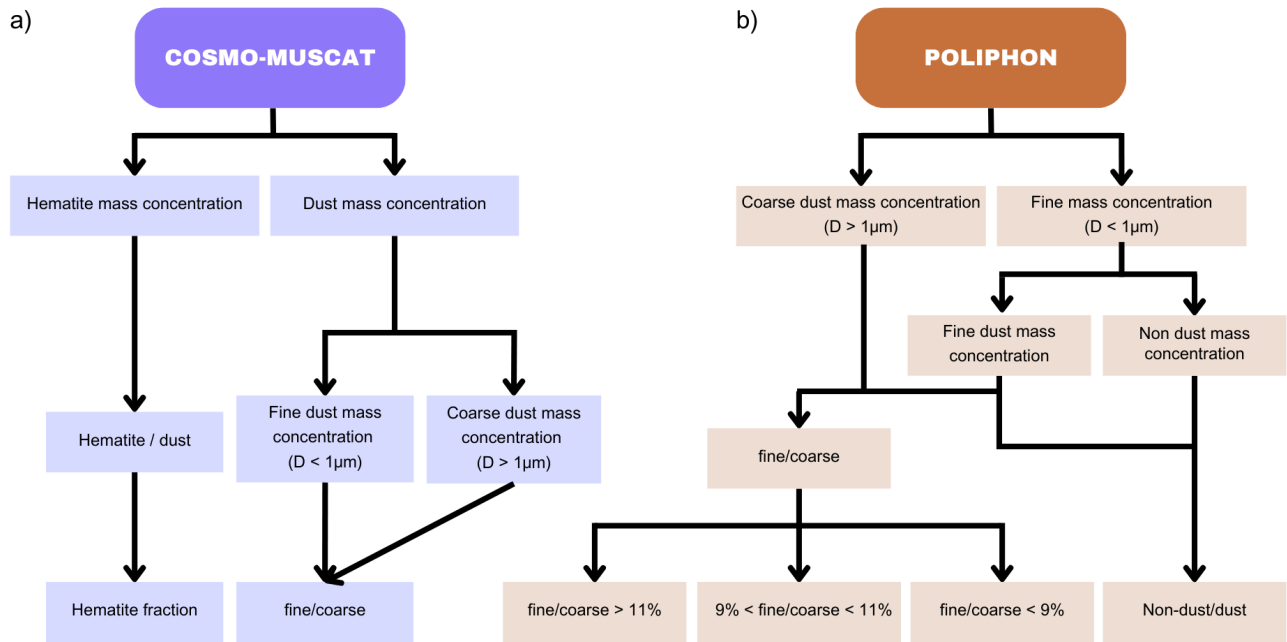 a)
COSMO-MUSCAT
Hematite mass concentration
Dust mass concentration
Hematite / dust
Fine dust mass
concentration
(D < 1μm)
Coarse dust mass
concentration
(D > 1μm)
Hematite fraction
fine/coarse
b)
POLIPHON
Coarse dust mass concentration
(D > 1μm)
Fine mass concentration
(D < 1μm)
Fine dust mass
concentration
Non dust mass
concentration
fine/coarse
fine/coarse > 11%
9% < fine/coarse < 11%
fine/coarse < 9%
Non-dust/dust